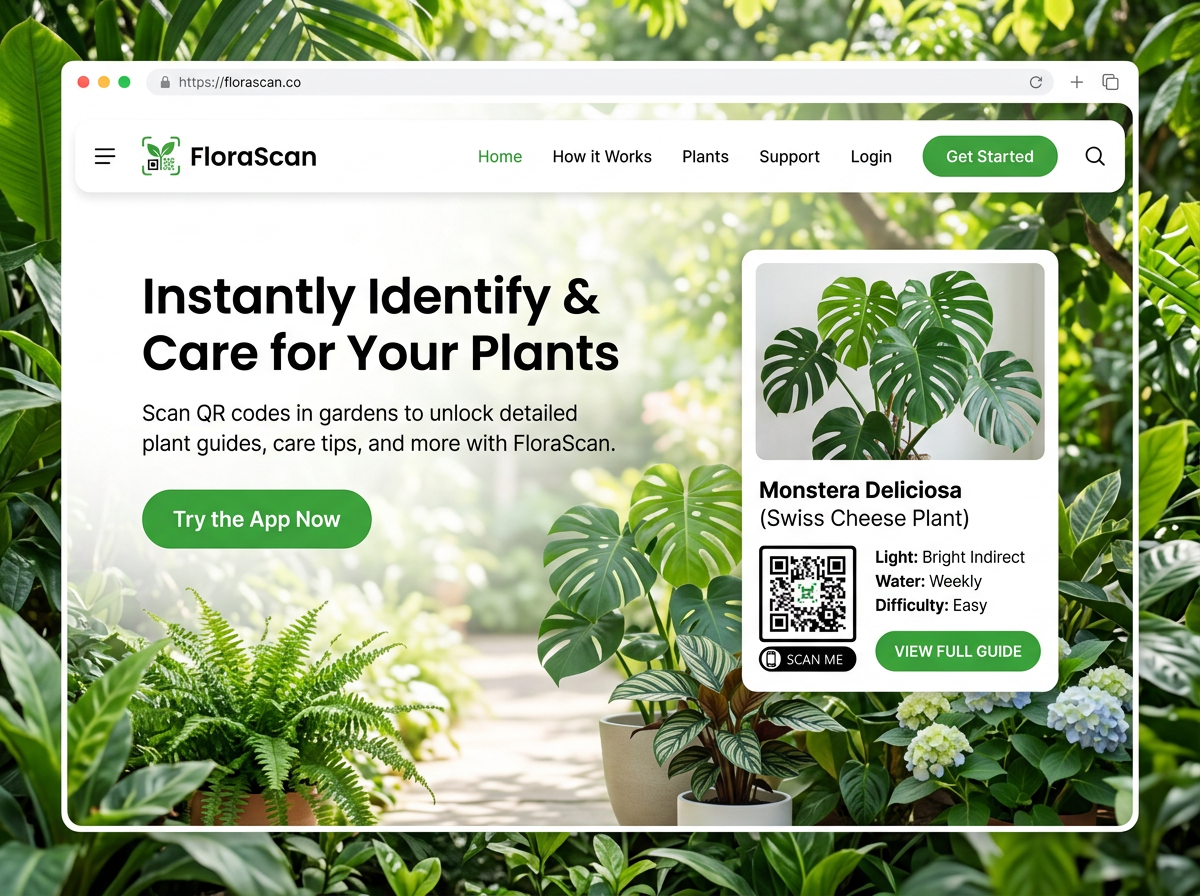 https://florascan.co
FloraScan
Home
How it Works
Plants
Support
Login
Get Started
Instantly Identify &
Care for Your Plants
Scan QR codes in gardens to unlock detailed
plant guides, care tips, and more with FloraScan.
Try the App Now
Monstera Deliciosa
(Swiss Cheese Plant)
Light: Bright Indirect
Water: Weekly
Difficulty: Easy
SCAN ME
VIEW FULL GUIDE